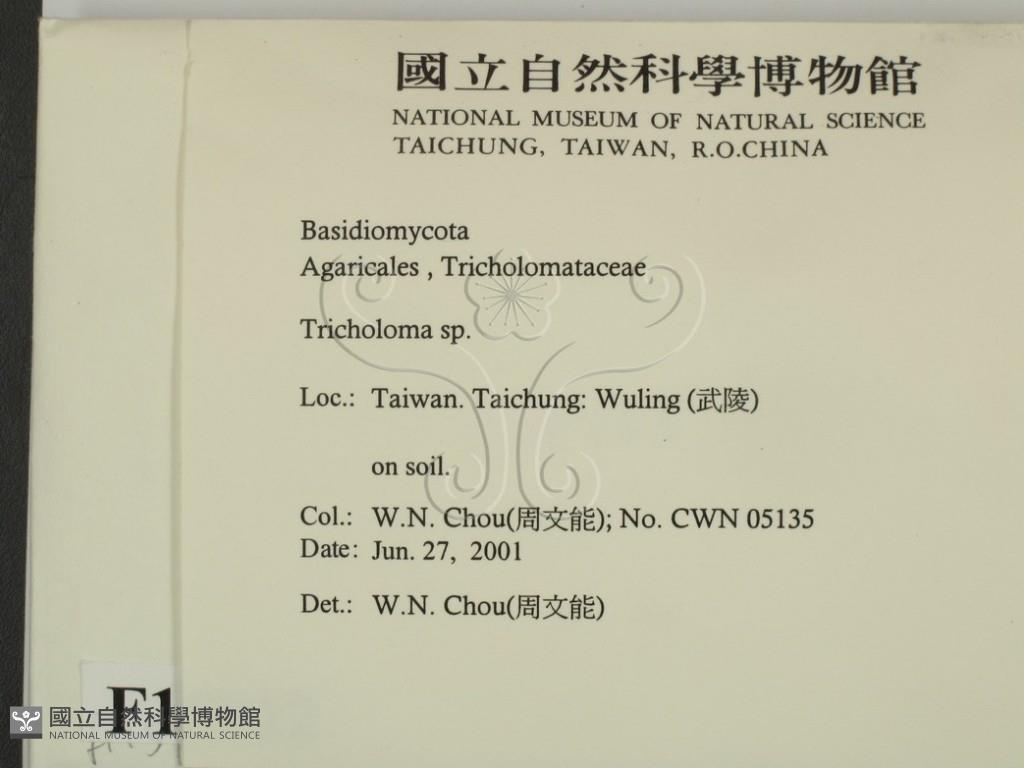 國立自然科學博物館
NATIONAL MUSEUM OF NATURAL SCIENCE
TAICHUNG, TAIWAN, R.O.CHINA
Basidiomycota
Agaricales , Tricholomataceae
Tricholoma sp.
Loc.: Taiwan. Taichung: Wuling (武陵)
on soil.
Col.: W.N. Chou(周文能); No. CWN 05135
Date: Jun. 27, 2001
Det.: W.N. Chou(周文能)
F1
國立自然科學博物館
NATIONAL MUSEUM OF NATURAL SCIENCE